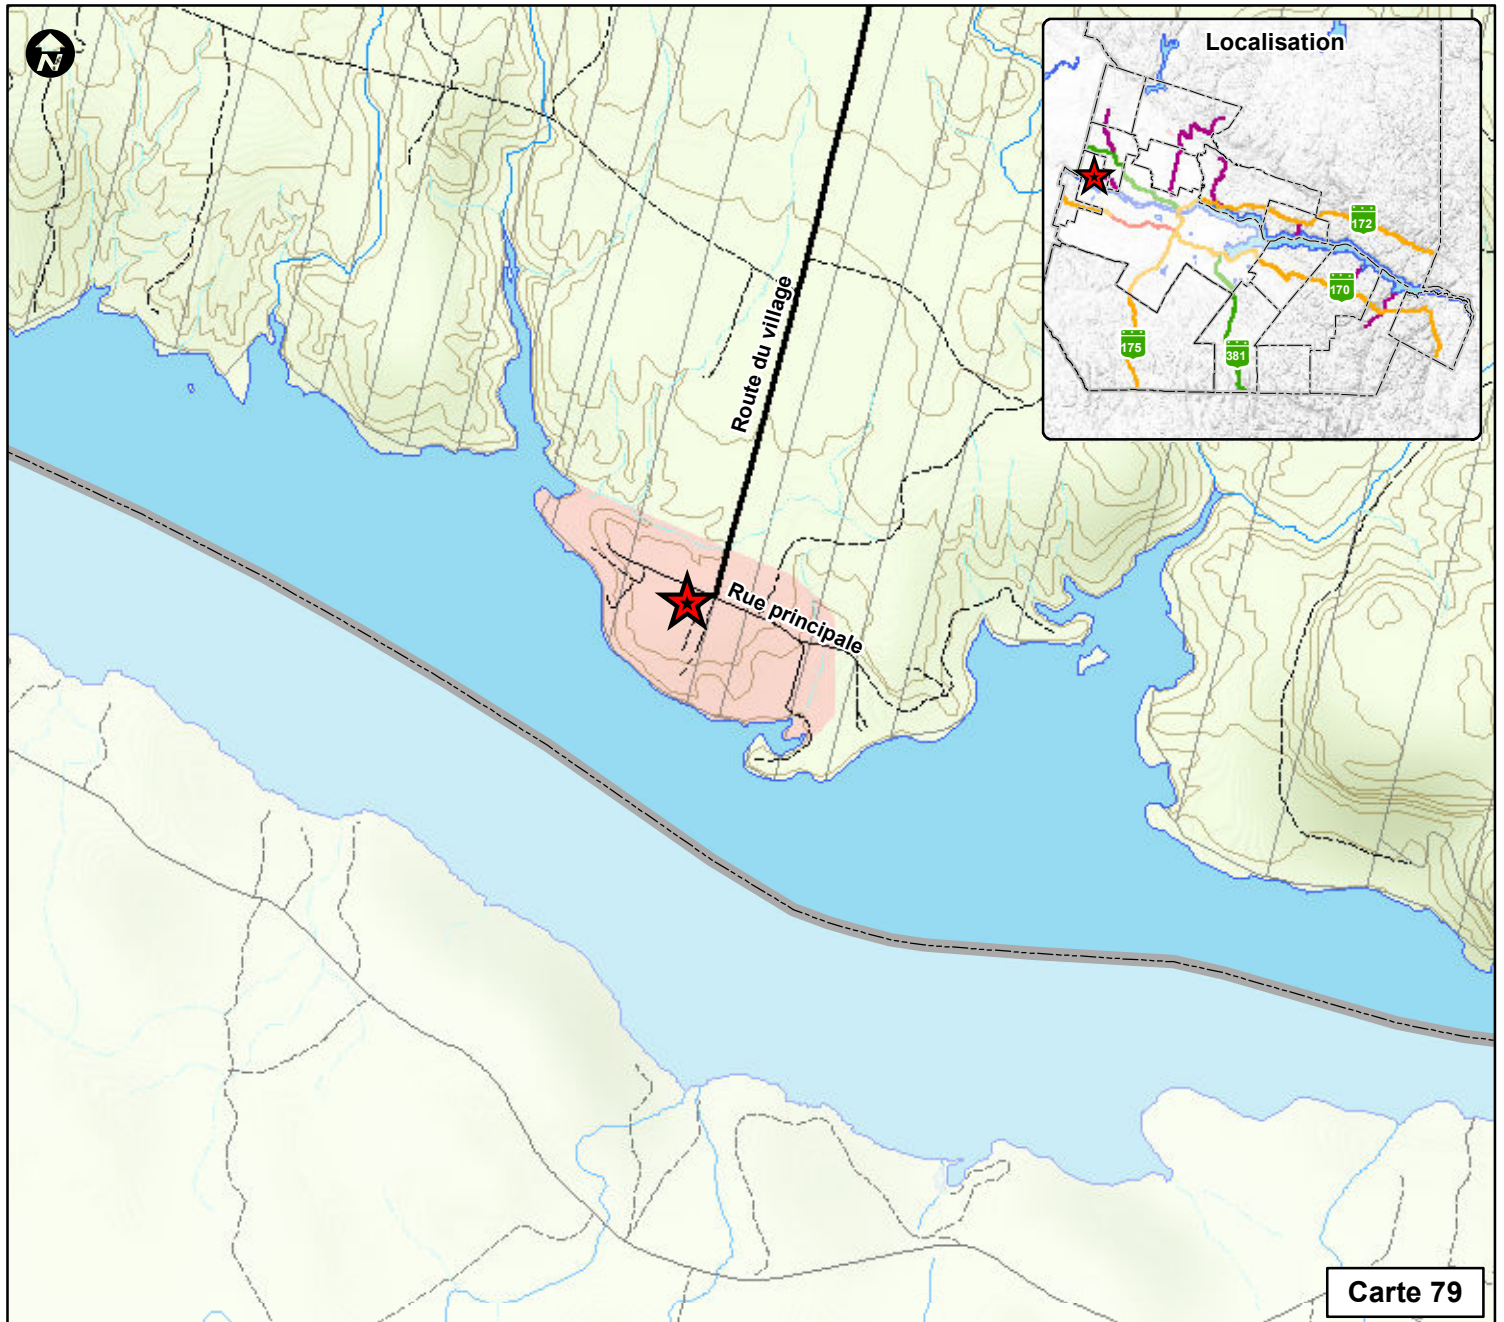 N
Localisation
172
170
175
381
Route du village
Rue principale
Carte 79